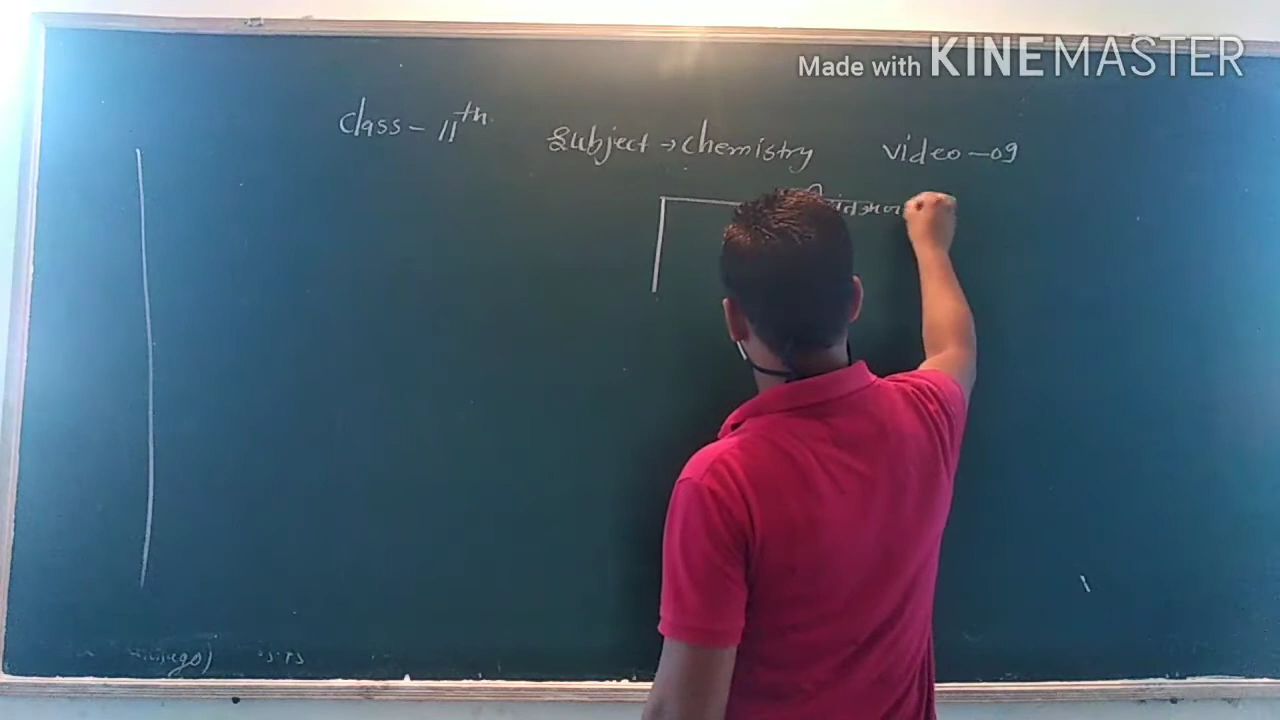 Made with KINEMASTER
Class - 11th
Subject → Chemistry Video - 09